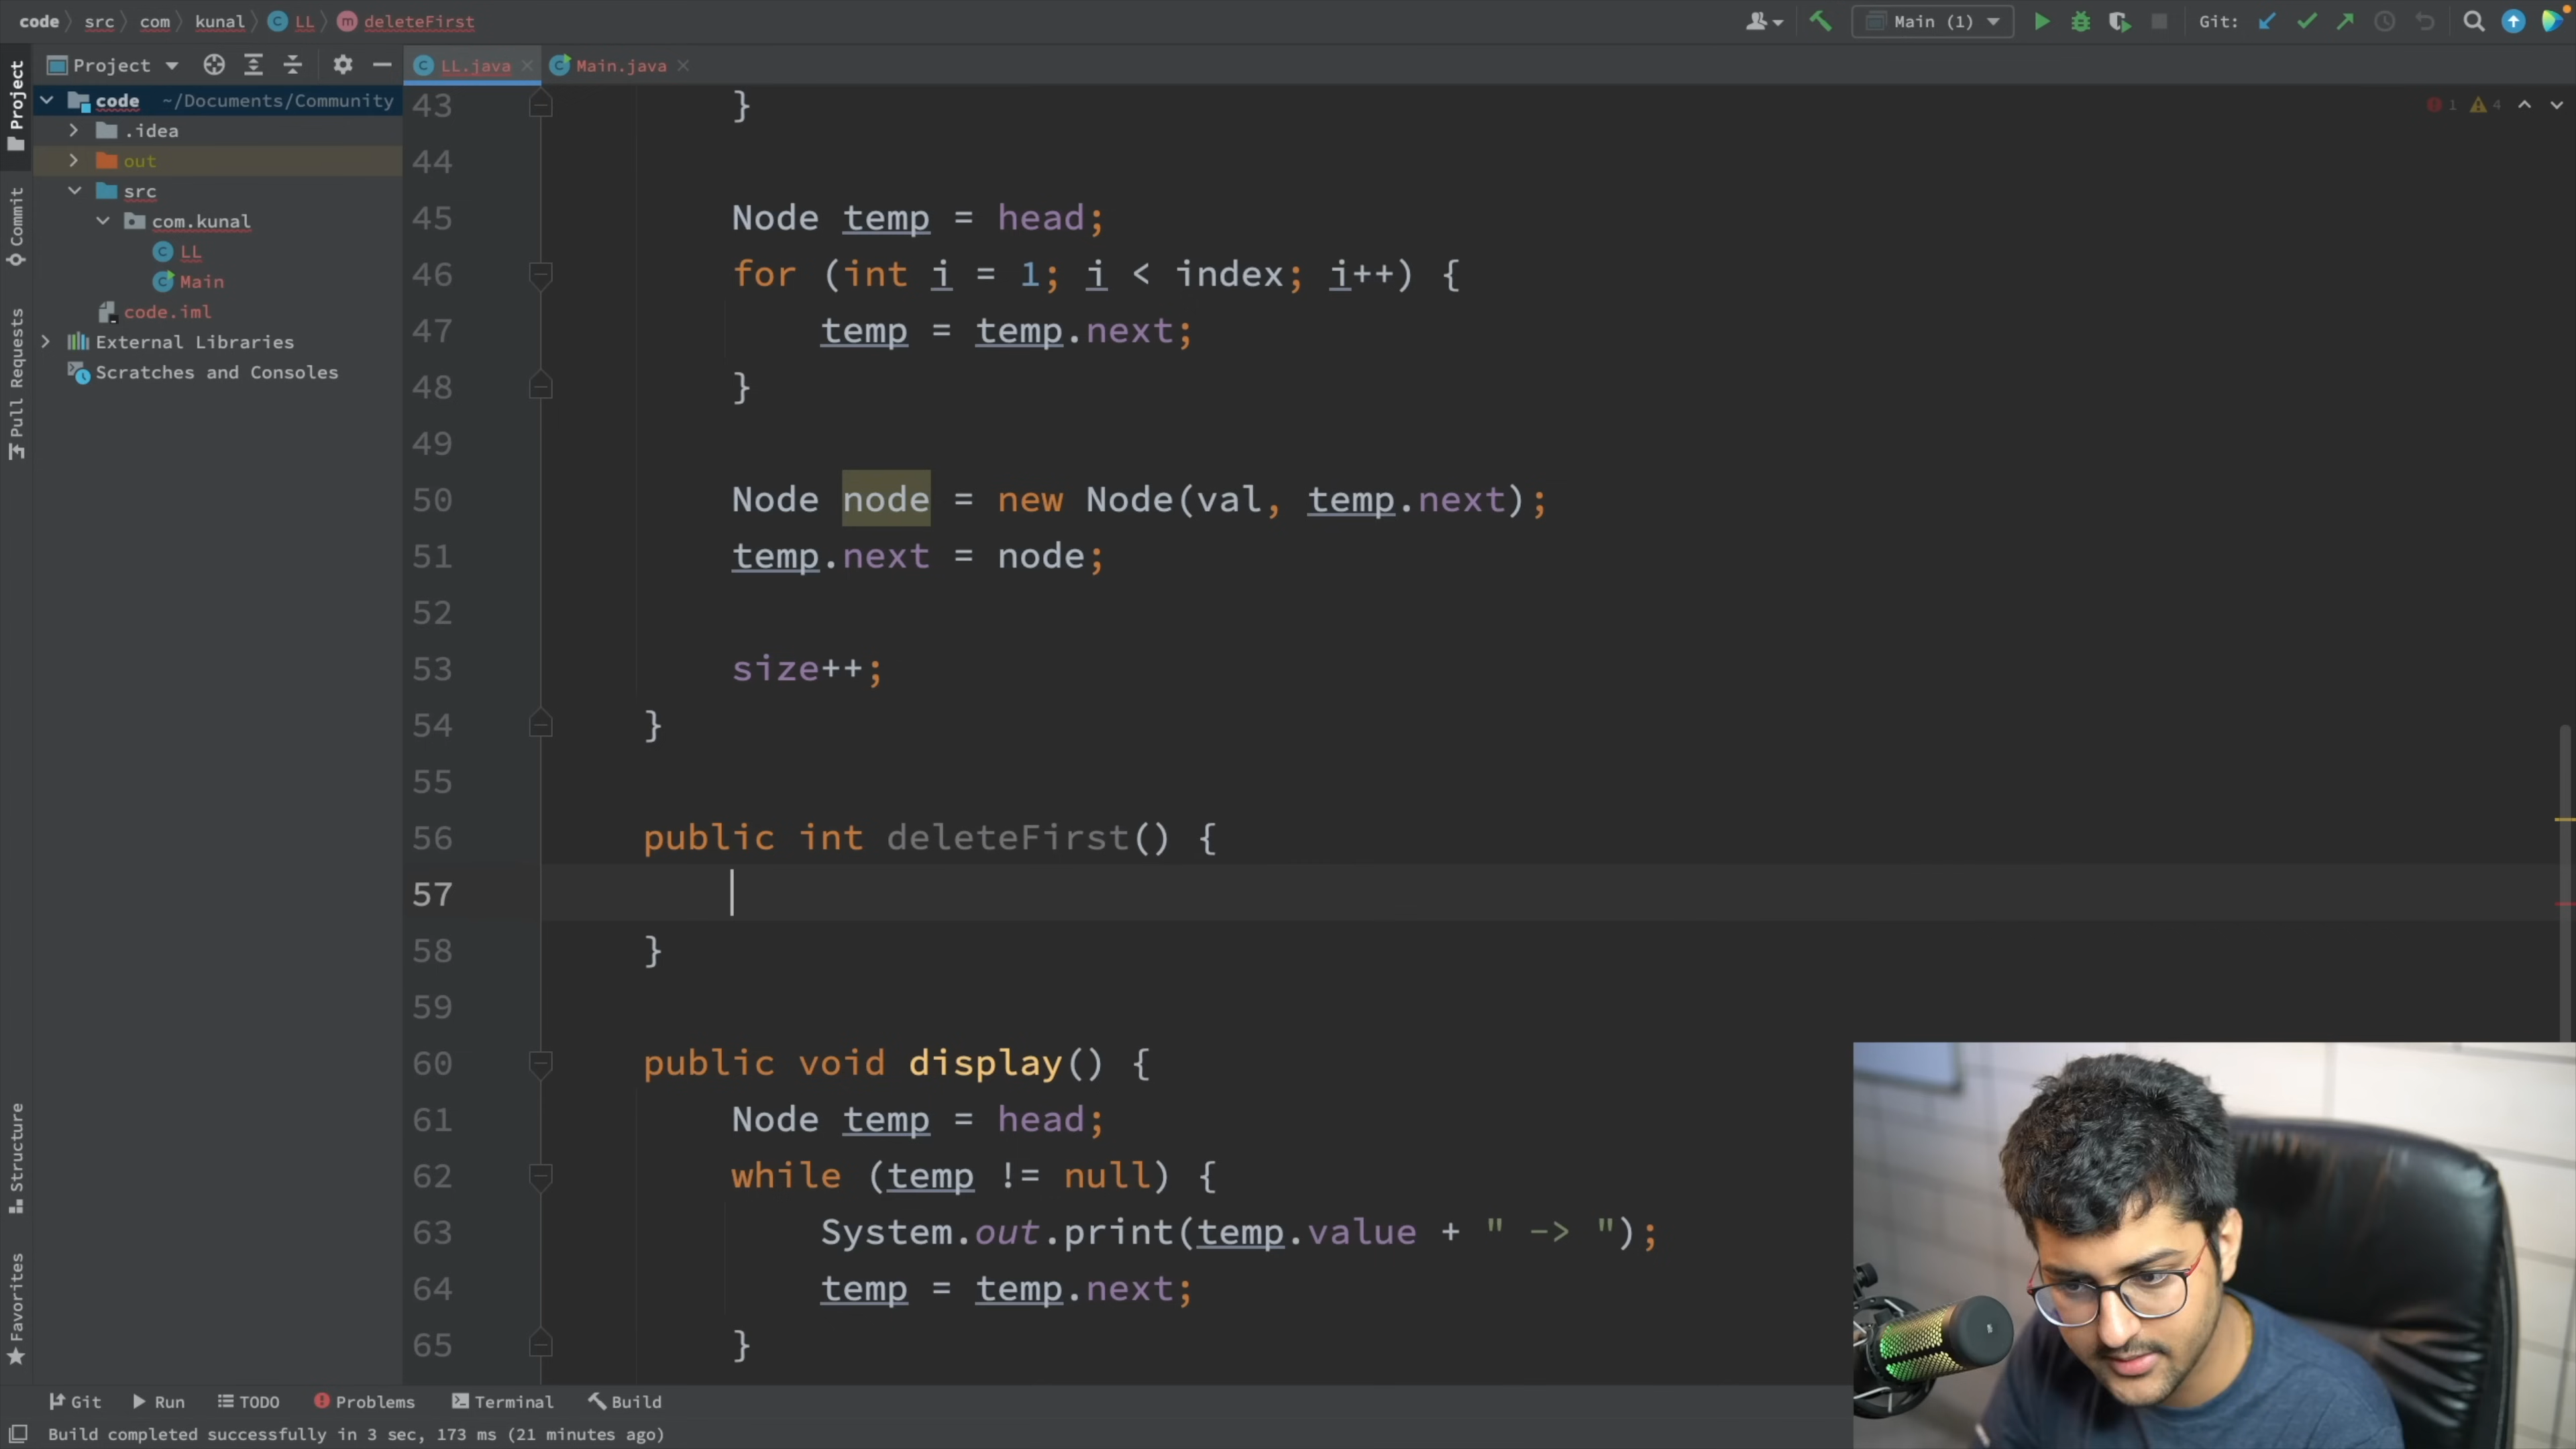 code src com kunal LL deleteFirst Main (1) Git:
Project LL.java Main.java
Project
Commit
Pull Requests
Structure
Favorites
code ~/Documents/Community
.idea
out
src
com.kunal
LL
Main
code.iml
External Libraries
Scratches and Consoles
1 4
43 }
44
45 Node temp = head;
46 for (int i = 1; i < index; i++) {
47 temp = temp.next;
48 }
49
50 Node node = new Node(val, temp.next);
51 temp.next = node;
52
53 size++;
54 }
55
56 public int deleteFirst() {
57
58 }
59
60 public void display() {
61 Node temp = head;
62 while (temp != null) {
63 System.out.print(temp.value + " -> ");
64 temp = temp.next;
65 }
Git Run TODO Problems Terminal Build
Build completed successfully in 3 sec, 173 ms (21 minutes ago)